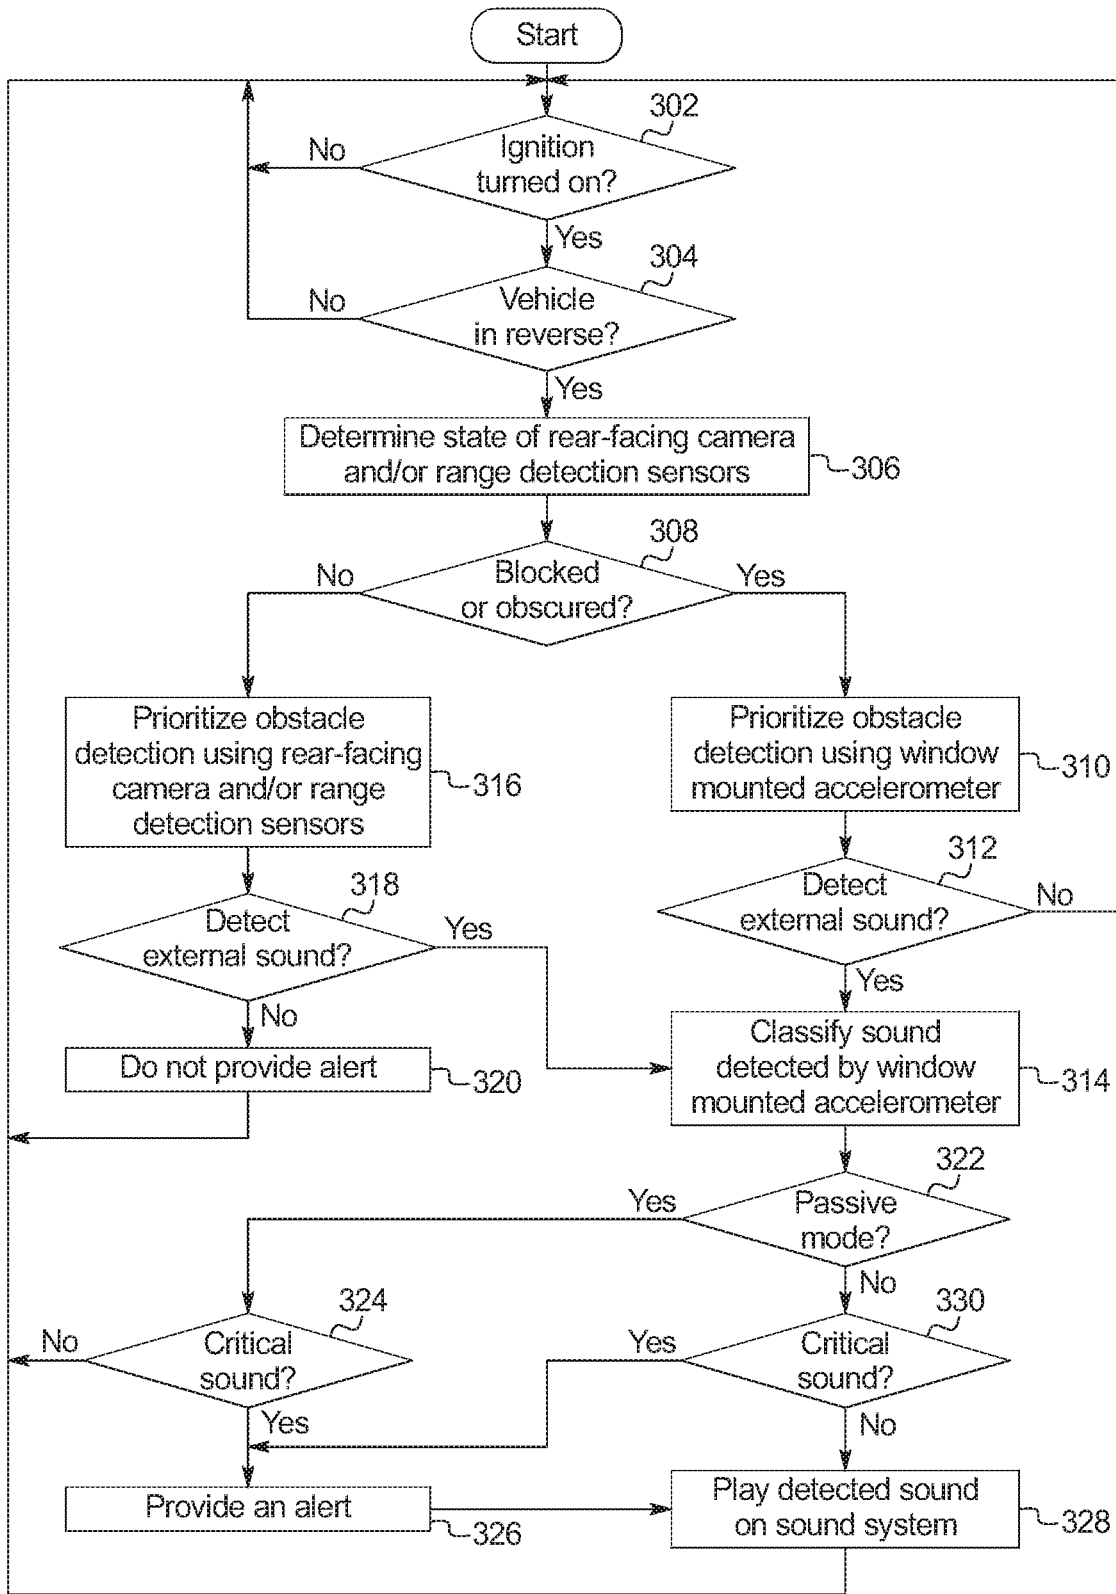 Start
302
No
Ignition
turned on?
Yes
304
No
Vehicle
in reverse?
Yes
Determine state of rear-facing camera
and/or range detection sensors
306
308
No
Blocked
or obscured?
Yes
Prioritize obstacle
detection using rear-facing
camera and/or range
detection sensors
316
Prioritize obstacle
detection using window
mounted accelerometer
310
318
Detect
external sound?
Yes
312
Detect
external sound?
No
No
Yes
Do not provide alert
320
Classify sound
detected by window
mounted accelerometer
314
322
Yes
Passive
mode?
No
324
No
Critical
sound?
Yes
330
Yes
Critical
sound?
No
Provide an alert
326
Play detected sound
on sound system
328